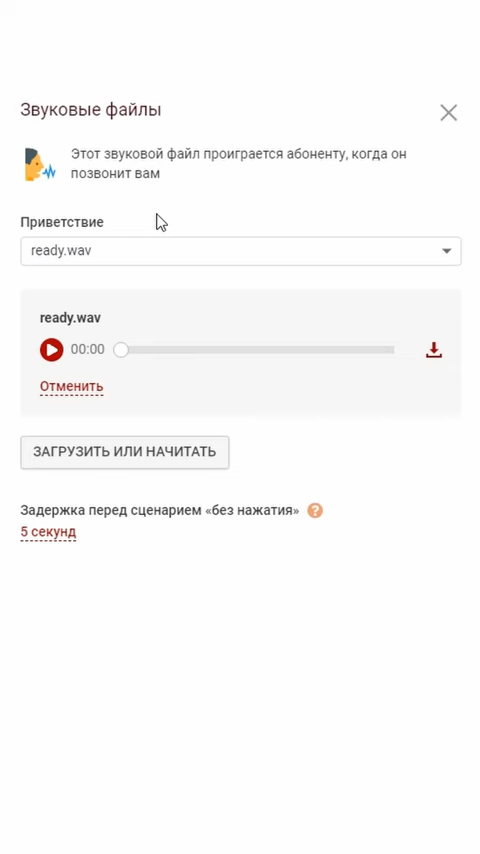 Звуковые файлы
Этот звуковой файл проиграется абоненту, когда он
позвонит вам
Приветствие
ready.wav
ready.wav
00:00
Отменить
ЗАГРУЗИТЬ ИЛИ НАЧИТАТЬ
Задержка перед сценарием «без нажатия» ?
5 секунд